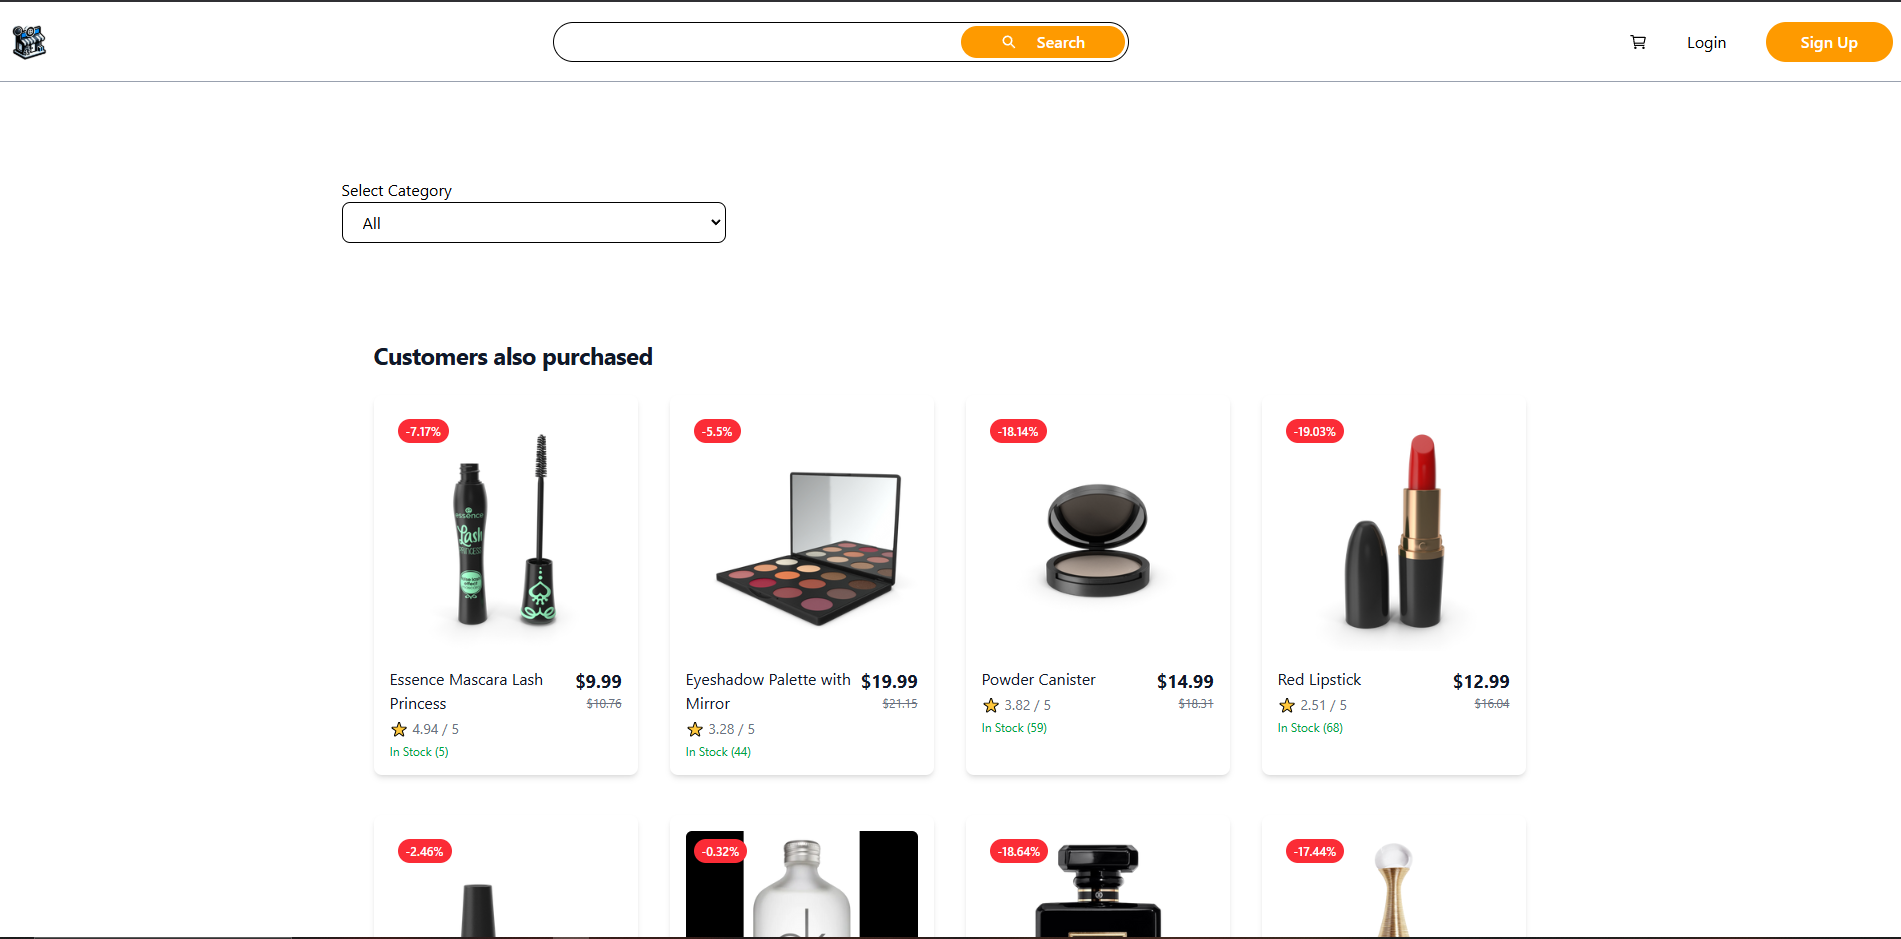 Search
Login
Sign Up
Select Category
All
Customers also purchased
-7.17%
-5.5%
-18.14%
-19.03%
essence
Lash
PRINCESS
Essence Mascara Lash
Princess
$9.99
$10.76
4.94 / 5
In Stock (5)
Eyeshadow Palette with
Mirror
$19.99
$21.15
3.28 / 5
In Stock (44)
Powder Canister
$14.99
$18.31
3.82 / 5
In Stock (59)
Red Lipstick
$12.99
$16.04
2.51 / 5
In Stock (68)
-2.46%
-0.32%
-18.64%
-17.44%